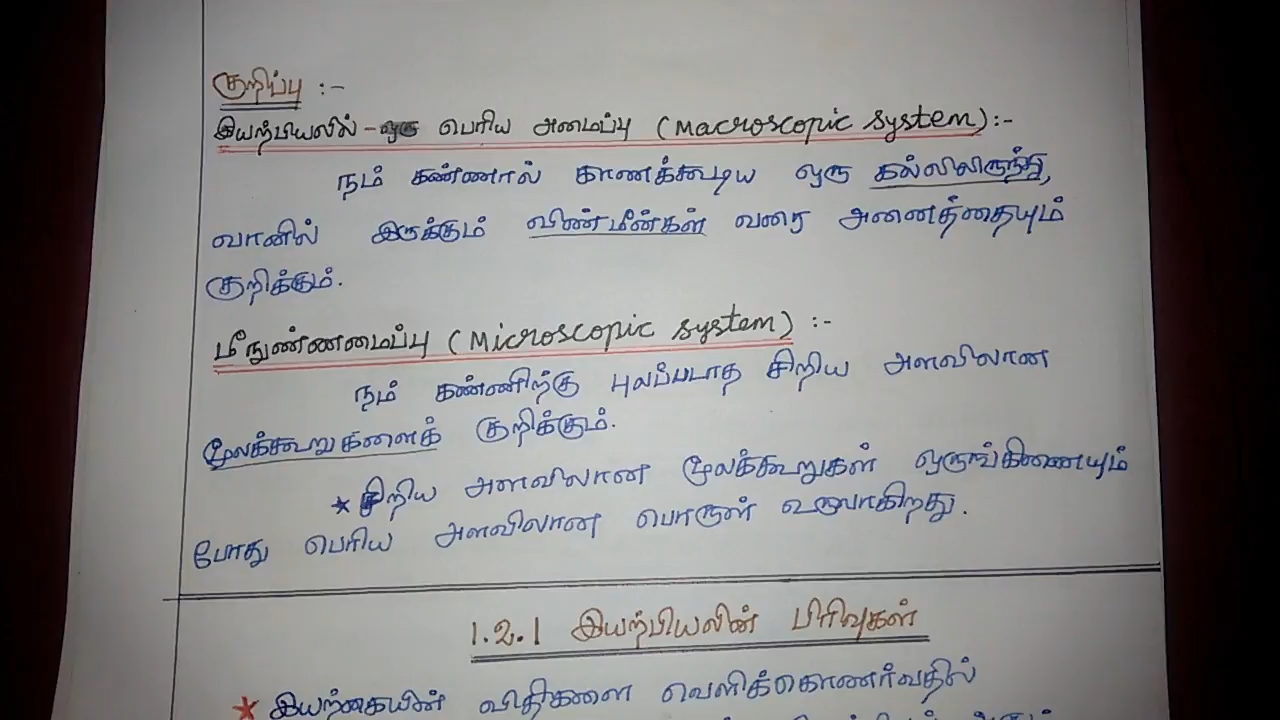 குறிப்பு :-
இயற்பியலில் - ஒரு பெரிய அமைப்பு (Macroscopic system) :-
நம் கண்ணால் காணக்கூடிய ஒரு கல்லிலிருந்து,
வானில் இருக்கும் விண்மீன்கள் வரை அனைத்தையும்
குறிக்கும்.
மீநுண்ணமைப்பு (Microscopic system) :-
நம் கண்ணிற்கு புலப்படாத சிறிய அளவிலான
மூலக்கூறுகளைக் குறிக்கும்.
* சிறிய அளவிலான மூலக்கூறுகள் ஒருங்கிணையும்
போது பெரிய அளவிலான பொருள் உருவாகிறது.
1.2.1 இயற்பியலின் பிரிவுகள்
* இயற்கையின் விதிகளை வெளிக்கொணர்வதில்